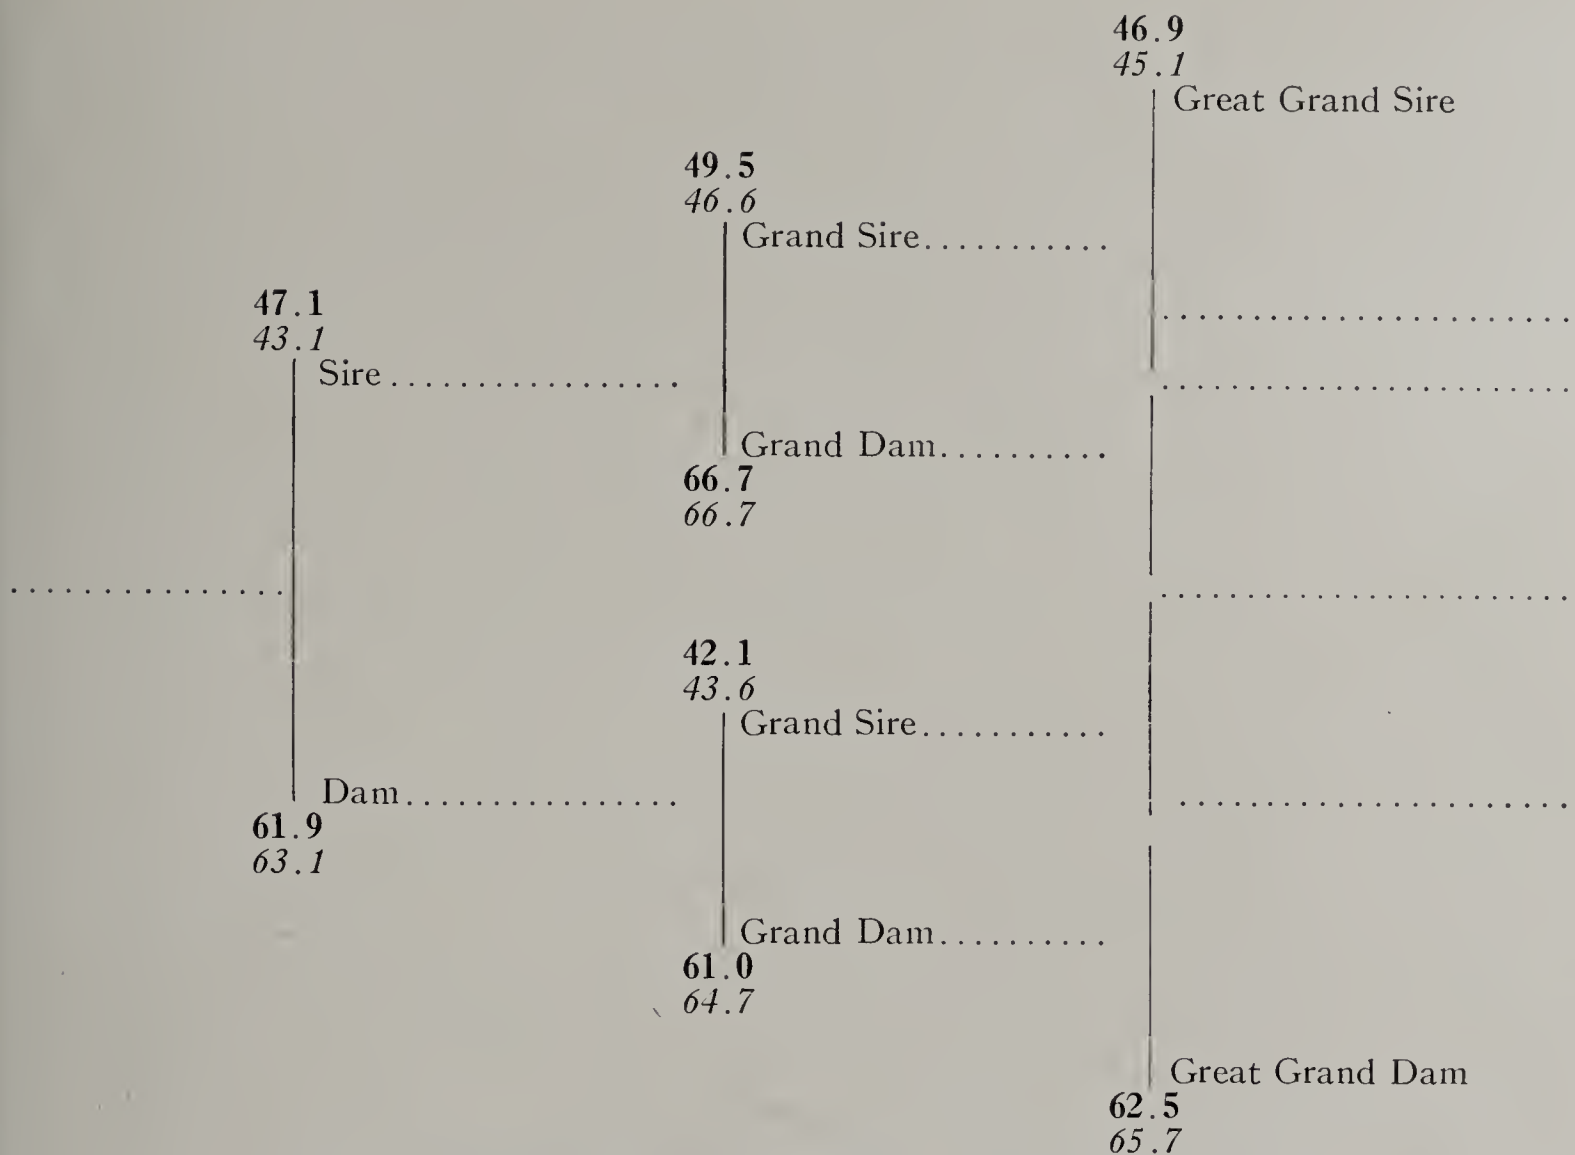 46.9
45.1
Great Grand Sire
49.5
46.6
Grand Sire...........
47.1
43.1
Sire.................
Grand Dam..........
66.7
66.7
42.1
43.6
Grand Sire...........
Dam................
61.9
63.1
Grand Dam..........
61.0
64.7
Great Grand Dam
62.5
65.7